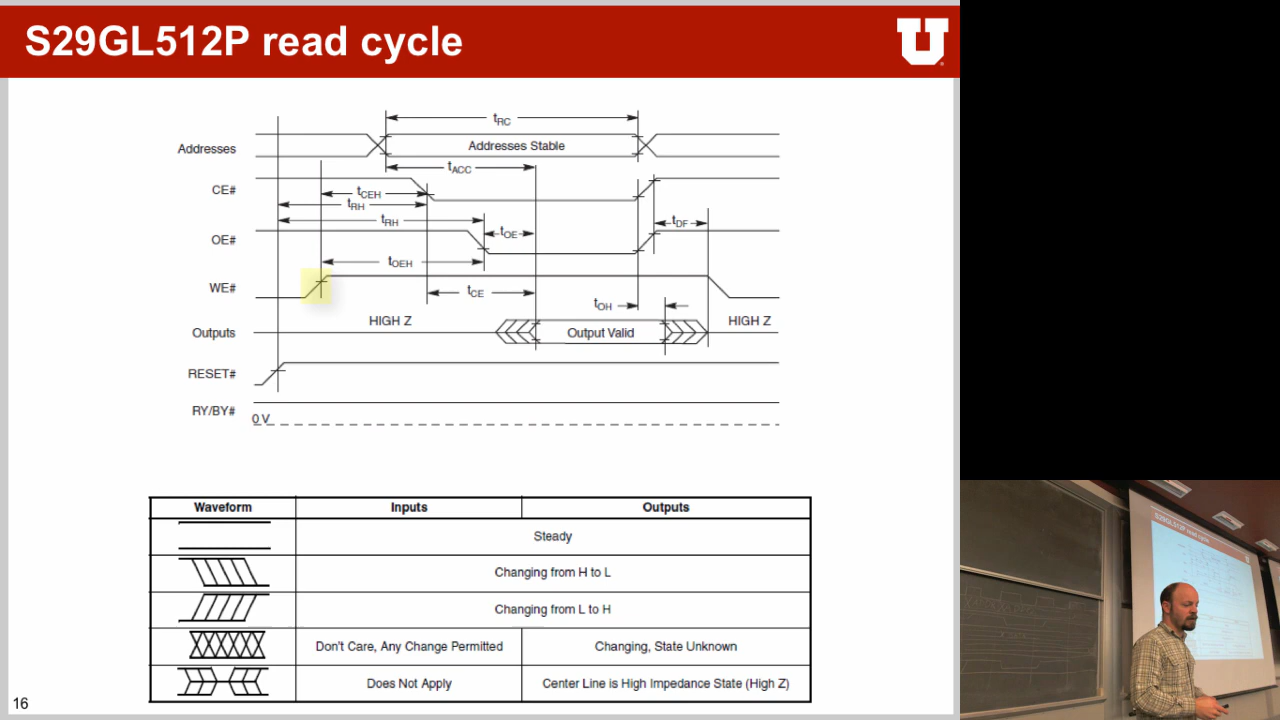 S29GL512P read cycle
U
tRC
Addresses
Addresses Stable
tACC
CE#
tCEH
tRH
tRH
tDF
OE#
tOE
tOEH
WE#
tCE
tOH
HIGH Z
HIGH Z
Outputs
Output Valid
RESET#
RY/BY#
0 V
Waveform Inputs Outputs
Steady
Changing from H to L
Changing from L to H
Don't Care, Any Change Permitted Changing, State Unknown
Does Not Apply Center Line is High Impedance State (High Z)
16
S29GL512P read cycle